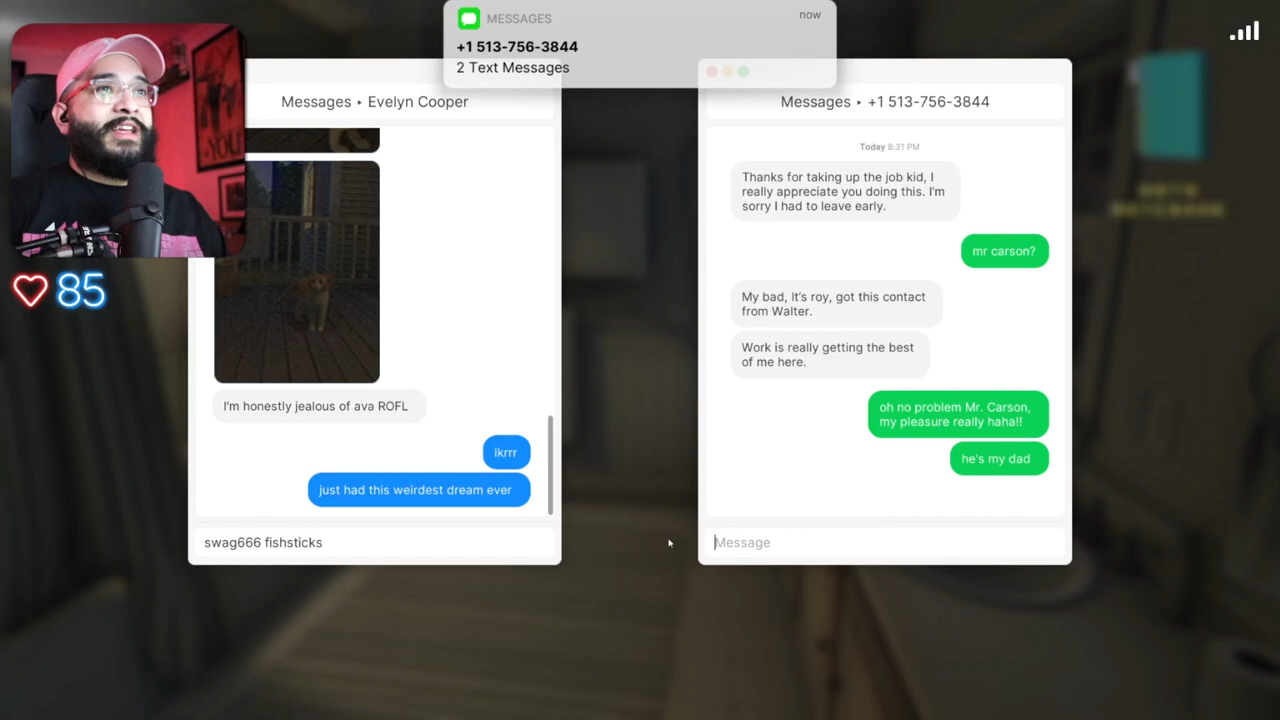 MESSAGES
now
+1 513-756-3844
2 Text Messages
YOU
85
Messages ▸ Evelyn Cooper
I'm honestly jealous of ava ROFL
ikrrr
just had this weirdest dream ever
swag666 fishsticks
Messages ▸ +1 513-756-3844
Today 8:31 PM
Thanks for taking up the job kid, I
really appreciate you doing this. I'm
sorry I had to leave early.
mr carson?
My bad, It's roy, got this contact
from Walter.
Work is really getting the best
of me here.
oh no problem Mr. Carson,
my pleasure really haha!!
he's my dad
Message